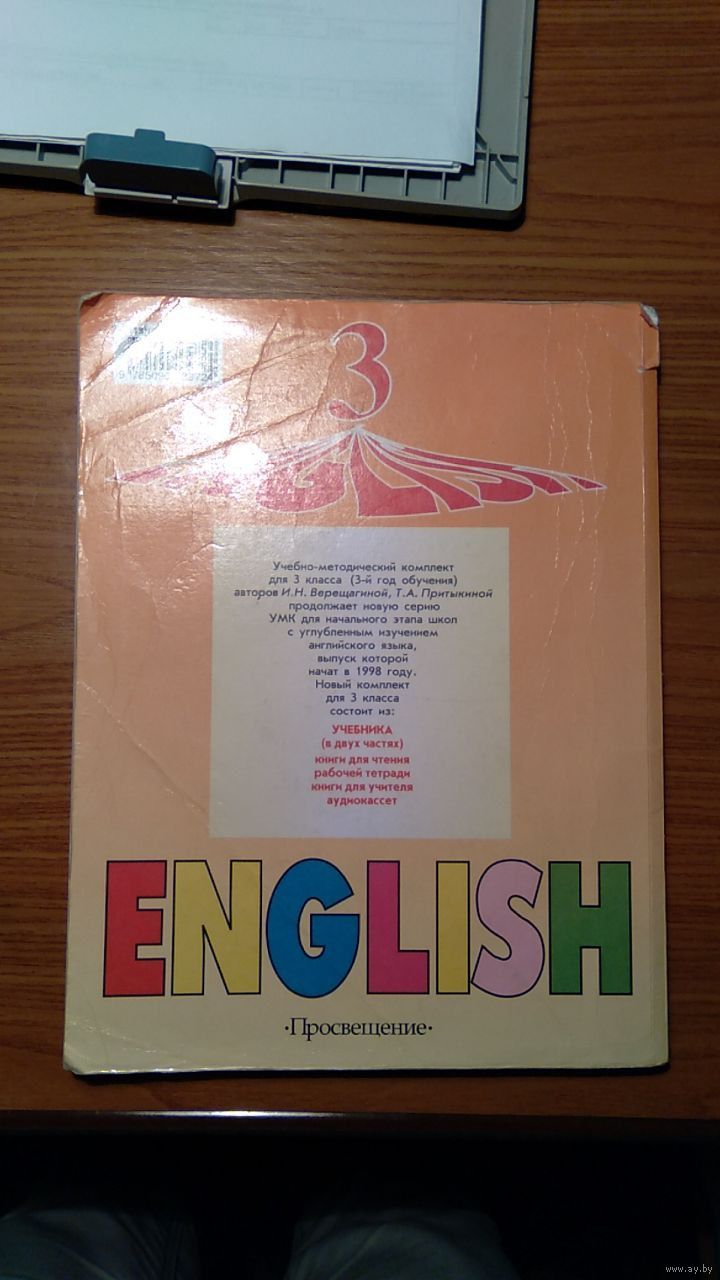 3
ENGLISH
Учебно-методический комплект
для 3 класса (3-й год обучения)
авторов И.Н. Верещагиной, Т.А. Притыкиной
продолжает новую серию
УМК для начального этапа школ
с углубленным изучением
английского языка,
выпуск которой
начат в 1998 году.
Новый комплект
для 3 класса
состоит из:
УЧЕБНИКА
(в двух частях)
книги для чтения
рабочей тетради
книги для учителя
аудиокассет
ENGLISH
·Просвещение·
www.ay.by